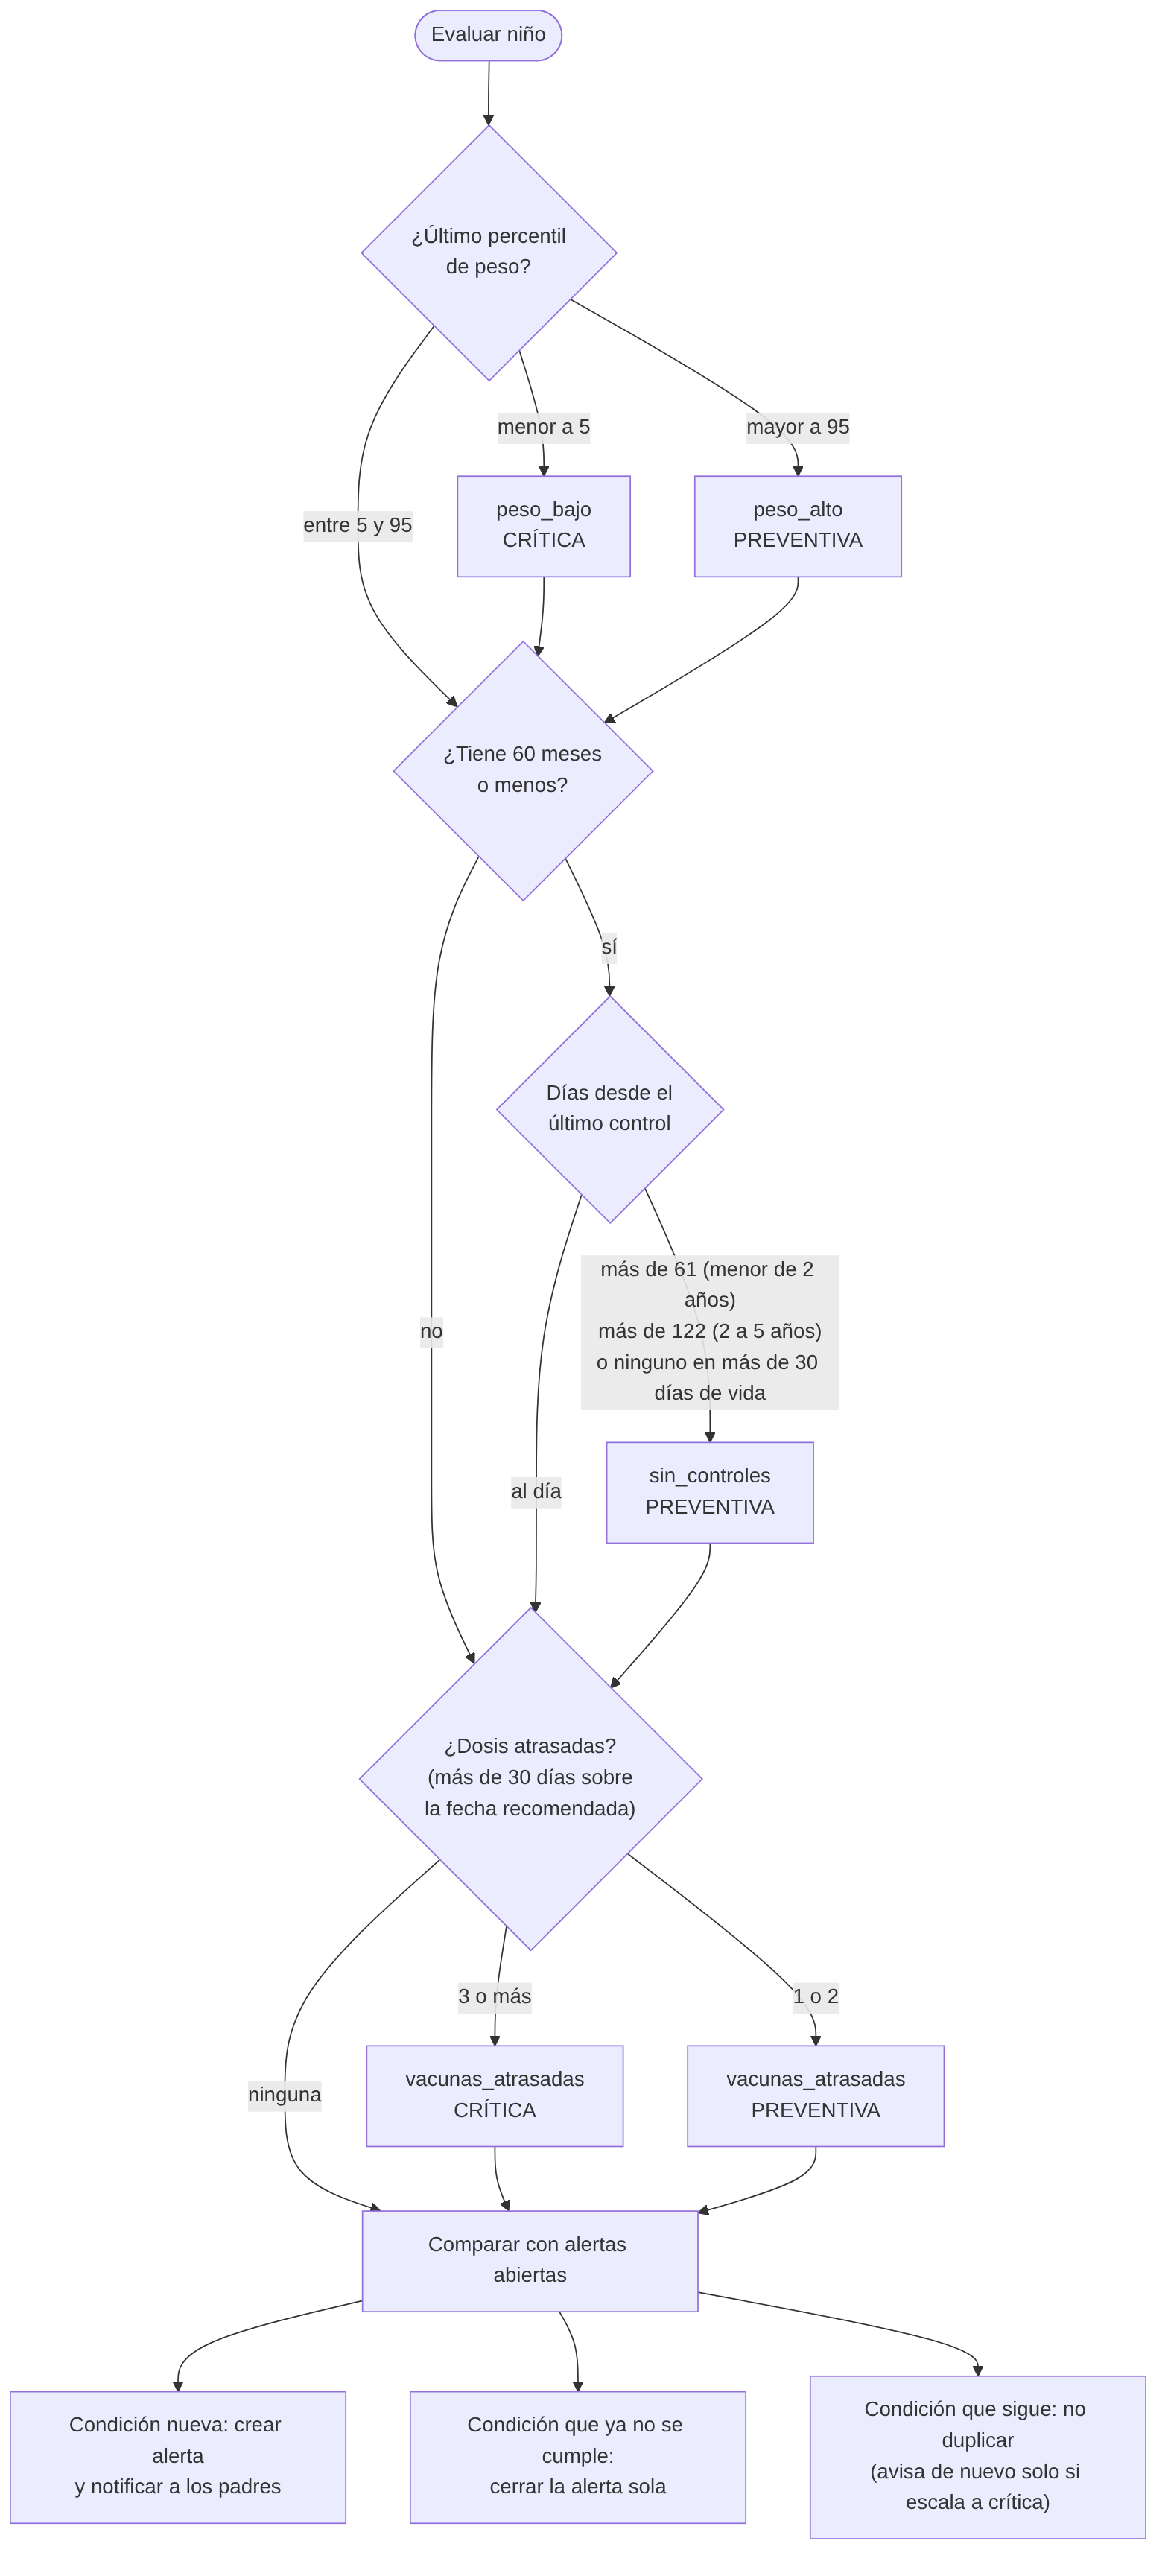 Evaluar niño
¿Último percentil
de peso?
menor a 5
mayor a 95
entre 5 y 95
peso_bajo
CRÍTICA
peso_alto
PREVENTIVA
¿Tiene 60 meses
o menos?
sí
Días desde el
último control
no
más de 61 (menor de 2
años)
más de 122 (2 a 5 años)
o ninguno en más de 30
días de vida
al día
sin_controles
PREVENTIVA
¿Dosis atrasadas?
(más de 30 días sobre
la fecha recomendada)
3 o más
1 o 2
ninguna
vacunas_atrasadas
CRÍTICA
vacunas_atrasadas
PREVENTIVA
Comparar con alertas
abiertas
Condición nueva: crear
alerta
y notificar a los padres
Condición que ya no se
cumple:
cerrar la alerta sola
Condición que sigue: no
duplicar
(avisa de nuevo solo si
escala a crítica)